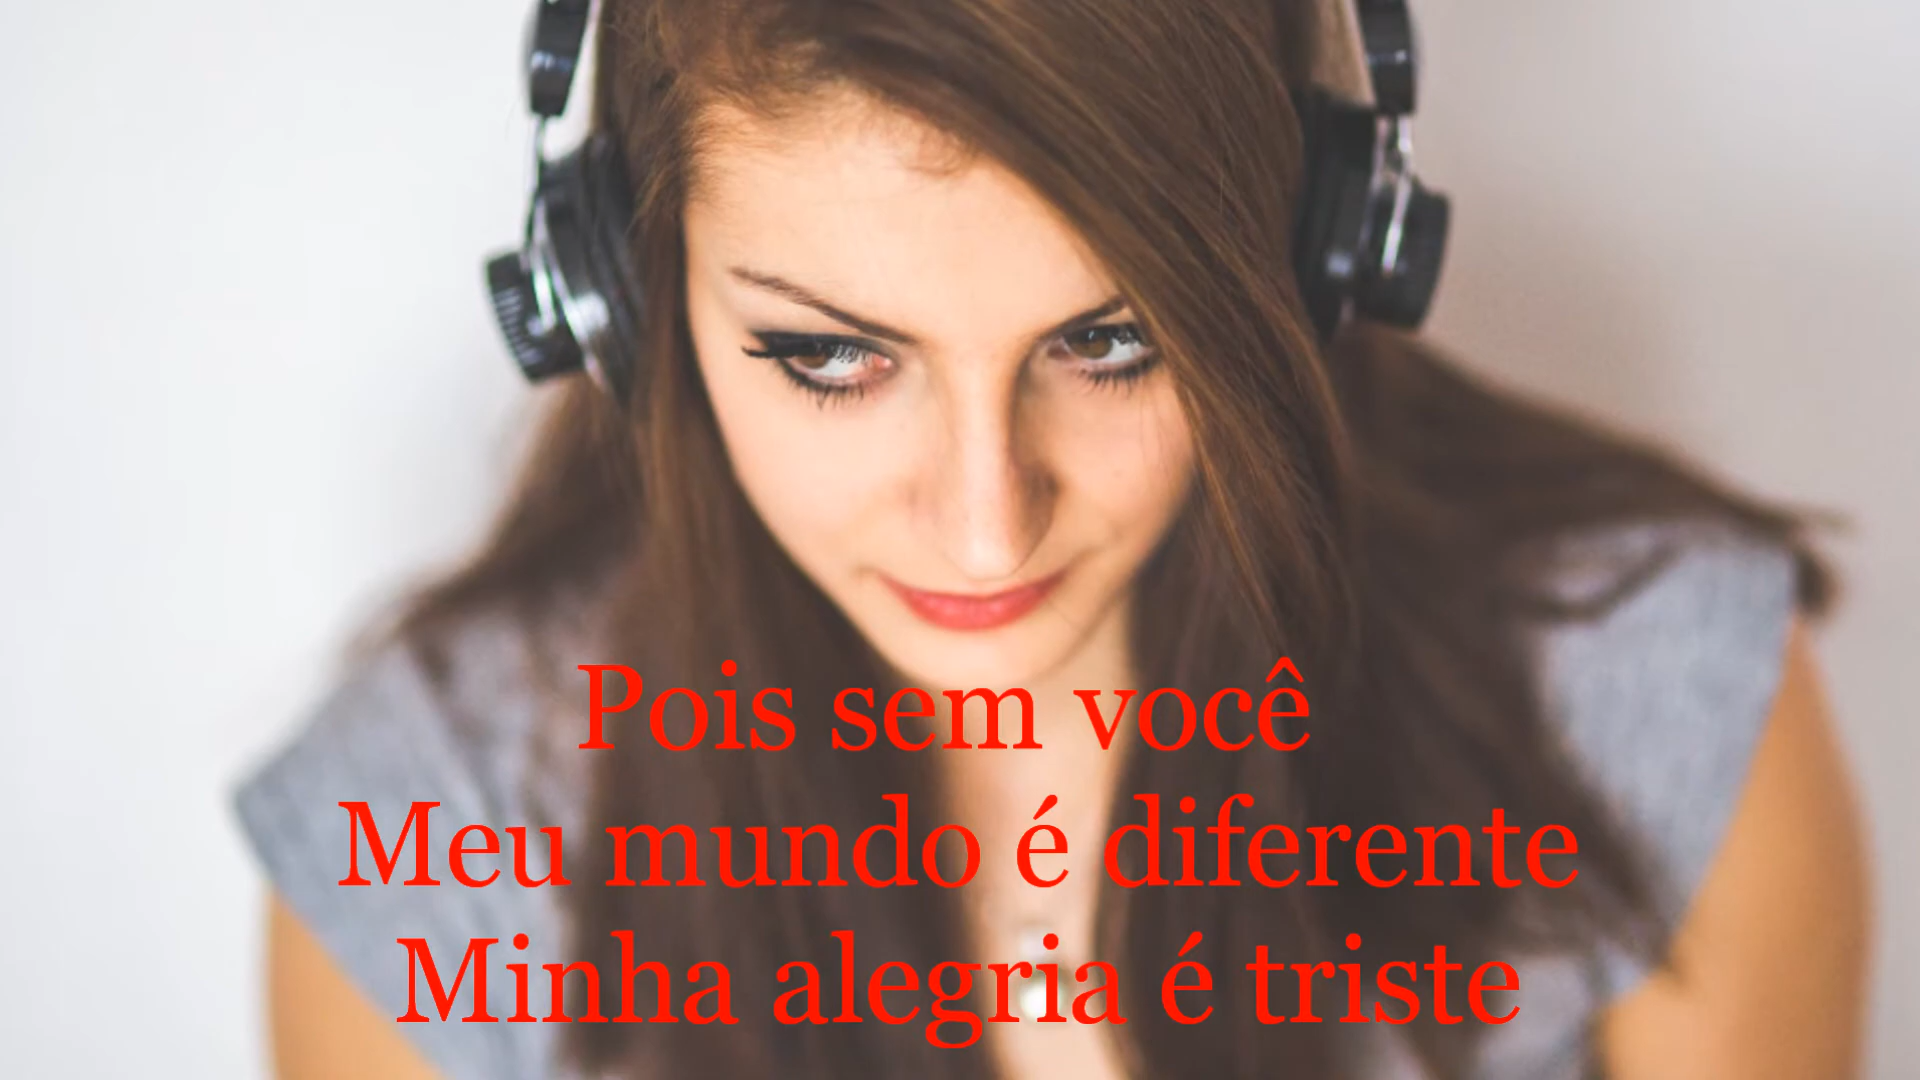 Pois sem você
Meu mundo é diferente
Minha alegria é triste